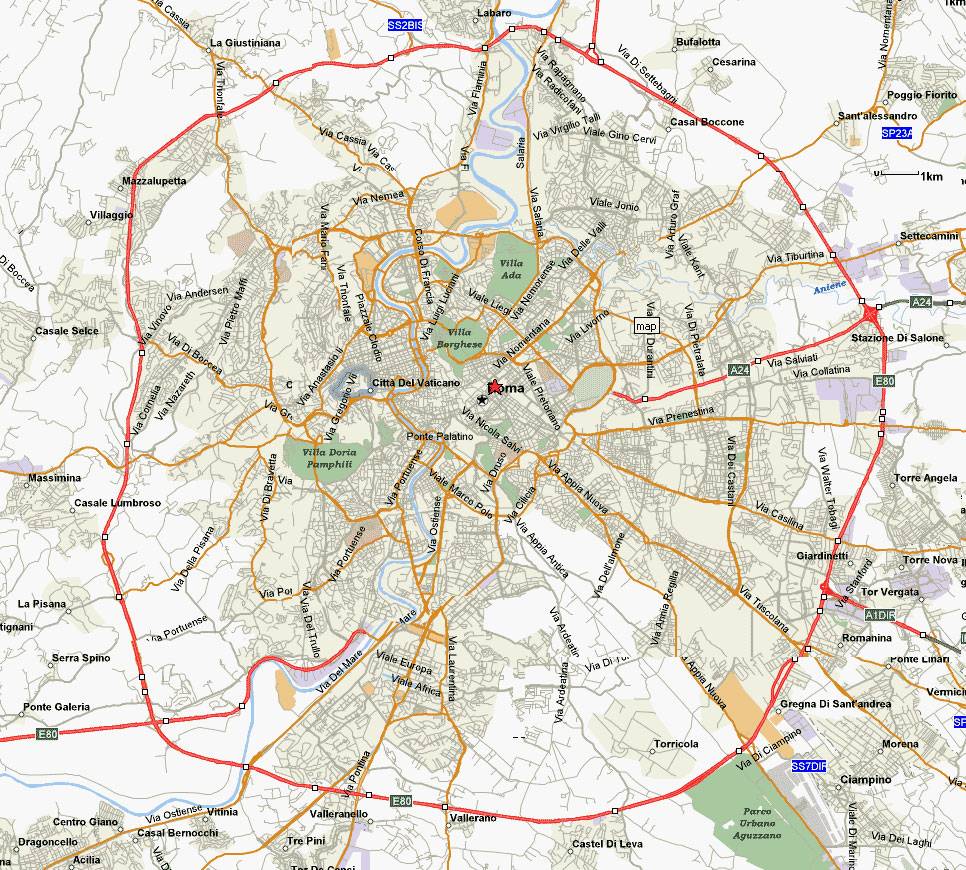 Via Cassia
SS2BIS
Labaro
Via Nomentana
1km
La Giustiniana
Bufalotta
Cesarina
Via Di Settebagni
Via Rapagnano
Via Radicofani
Via Trionfale
Via Flaminia
Poggio Fiorito
Sant'alessandro
SP23A
Casal Boccone
Via Virgilio Talli
Viale Gino Cervi
Via Cassia
Via Cas
Salaria
Via Fl
Vi
1km
Mazzalupetta
Villaggio
Via Nemea
Via Salaria
Viale Jonio
Via Arturo Graf
Via Mario Fani
Corso Di Francia
Via Delle Valli
Viale Kant
Settecamini
Via Tiburtina
Di Boccea
Villa
Ada
Via Trionfale
Via Luigi Luciani
Via Nomorense
Aniene
Via Andersen
Via Pietro Maffi
Piazzale Clodio
Viale Liegi
Via Livorno
A24
Via Vinovo
Casale Selce
Villa
Borghese
Via Nomentana
map
Via Durantini
Via Di Pietralata
Stazione Di Salone
Via Di Boccea
Via Anastasio Ii
Via Salviati
A24
Via Collatina
E80
Via Cornelia
Via Nazareth
C
Città Del Vaticano
Roma
Viale Pretoriano
Via Gregorio Vii
Via Nicola Salvi
Via Prenestina
Ponte Palatino
Villa Doria
Pamphili
Massimina
Via Di Bravetta
Via
Via Portuense
Viale Marco Polo
Via Druso
Via Cilicia
Via Appia Nuova
Via Dei Castani
Via Walter Tobagi
Torre Angela
Casale Lumbroso
Via Casilina
Via Ostiense
Via Della Pisana
Via Portuense
Via Appia Antica
Via Dell'almone
Giardinetti
Via Stanford
Torre Nova
Tor Vergata
Via Annia Regilla
Via Tuscolana
A1DIR
La Pisana
Via Por
Via Del Trullo
Via
Mare
Via Portuense
tignani
Via Ardeatin
Romanina
Ponte Linari
Serra Spino
Via Del Mare
Viale Europa
Viale Africa
Via Laurentina
Via Ardeatina
Via Di Tor
Appia Nuova
Vermicino
Ponte Galeria
E80
Gregna Di Sant'andrea
Torricola
Via Di Ciampino
Morena
SS7DIR
Ciampino
Via Pontina
E80
Via Ostiense
Vitinia
Valleranello
Vallerano
Centro Giano
Casal Bernocchi
Dragoncello
Acilia
Tre Pini
Castel Di Leva
Parco
Urbano
Aguzzano
Viale Di Marino
Via Dei Laghi